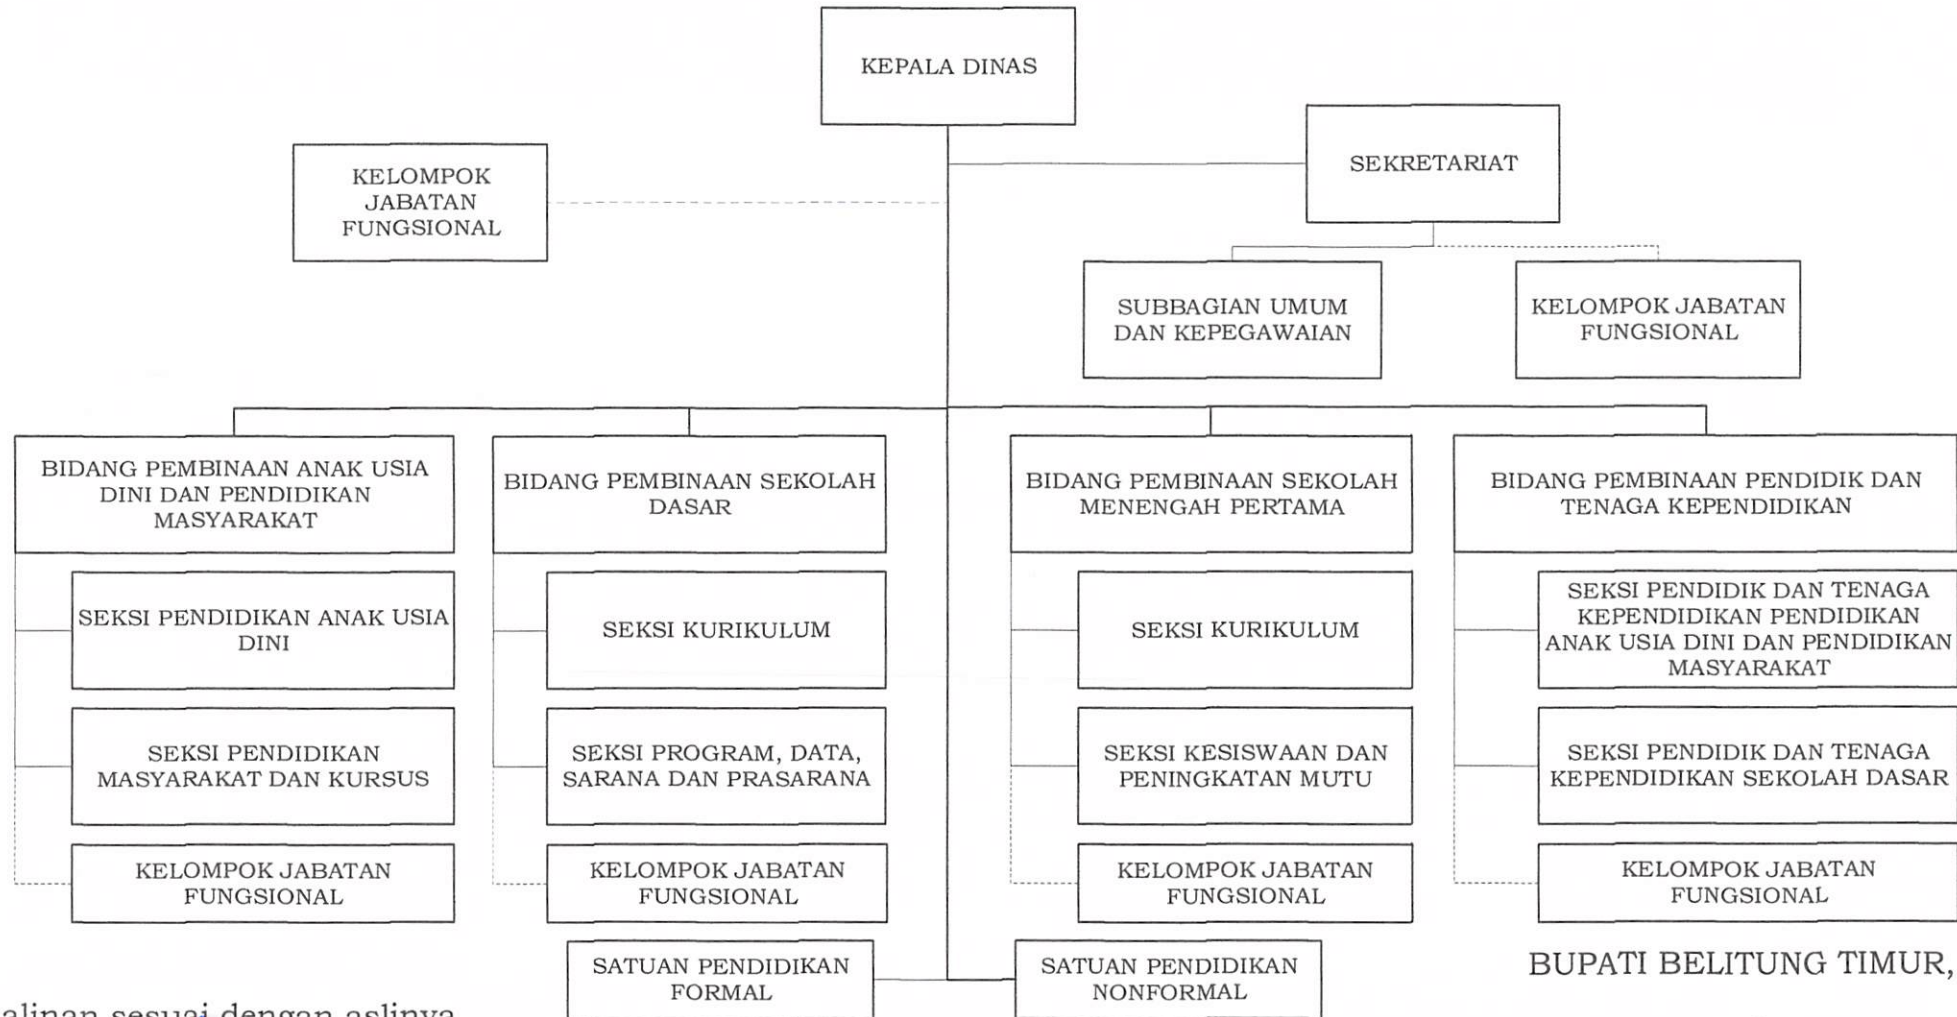 KEPALA DINAS
SEKRETARIAT
KELOMPOK
JABATAN
FUNGSIONAL
SUBBAGIAN UMUM
DAN KEPEGAWAIAN
KELOMPOK JABATAN
FUNGSIONAL
BIDANG PEMBINAAN ANAK USIA
DINI DAN PENDIDIKAN
MASYARAKAT
SEKSI PENDIDIKAN ANAK USIA
DINI
SEKSI PENDIDIKAN
MASYARAKAT DAN KURSUS
KELOMPOK JABATAN
FUNGSIONAL
BIDANG PEMBINAAN SEKOLAH
DASAR
SEKSI KURIKULUM
SEKSI PROGRAM, DATA,
SARANA DAN PRASARANA
KELOMPOK JABATAN
FUNGSIONAL
BIDANG PEMBINAAN SEKOLAH
MENENGAH PERTAMA
SEKSI KURIKULUM
SEKSI KESISWAAN DAN
PENINGKATAN MUTU
KELOMPOK JABATAN
FUNGSIONAL
BIDANG PEMBINAAN PENDIDIK DAN
TENAGA KEPENDIDIKAN
SEKSI PENDIDIK DAN TENAGA
KEPENDIDIKAN PENDIDIKAN
ANAK USIA DINI DAN PENDIDIKAN
MASYARAKAT
SEKSI PENDIDIK DAN TENAGA
KEPENDIDIKAN SEKOLAH DASAR
KELOMPOK JABATAN
FUNGSIONAL
SATUAN PENDIDIKAN
FORMAL
SATUAN PENDIDIKAN
NONFORMAL
BUPATI BELITUNG TIMUR,
alinan sesuai dengan aslinya